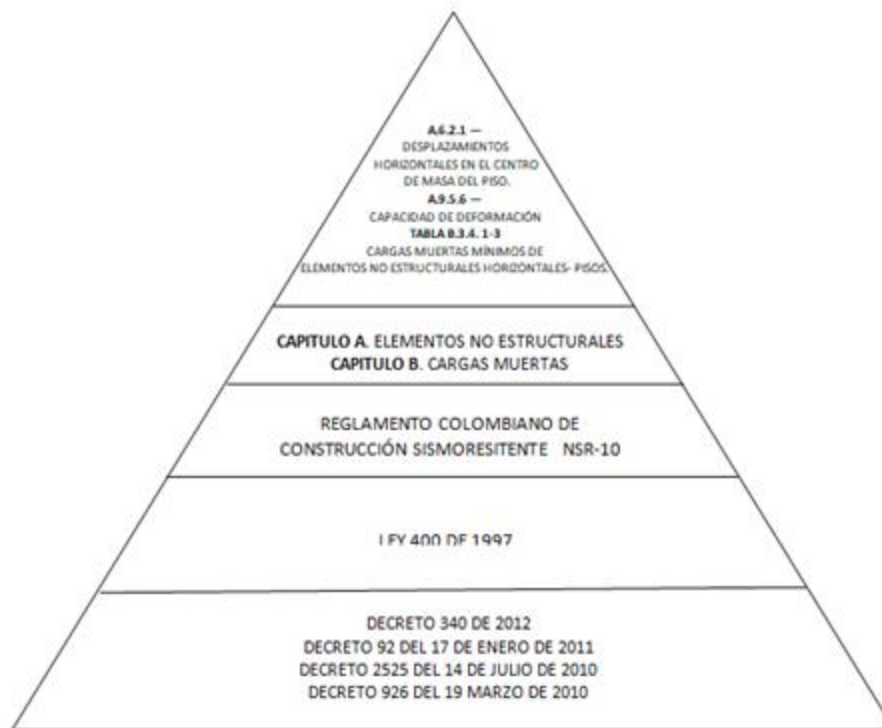 A.6.2.1 —
DESPLAZAMIENTOS
HORIZONTALES EN EL CENTRO
DE MASA DEL PISO.
A.9.5.6 —
CAPACIDAD DE DEFORMACIÓN
TABLA B.3.4. 1-3
CARGAS MUERTAS MÍNIMOS DE
ELEMENTOS NO ESTRUCTURALES HORIZONTALES- PISOS.
CAPITULO A. ELEMENTOS NO ESTRUCTURALES
CAPITULO B. CARGAS MUERTAS
REGLAMENTO COLOMBIANO DE
CONSTRUCCIÓN SISMORESITENTE NSR-10
LEY 400 DE 1997
DECRETO 340 DE 2012
DECRETO 92 DEL 17 DE ENERO DE 2011
DECRETO 2525 DEL 14 DE JULIO DE 2010
DECRETO 926 DEL 19 MARZO DE 2010